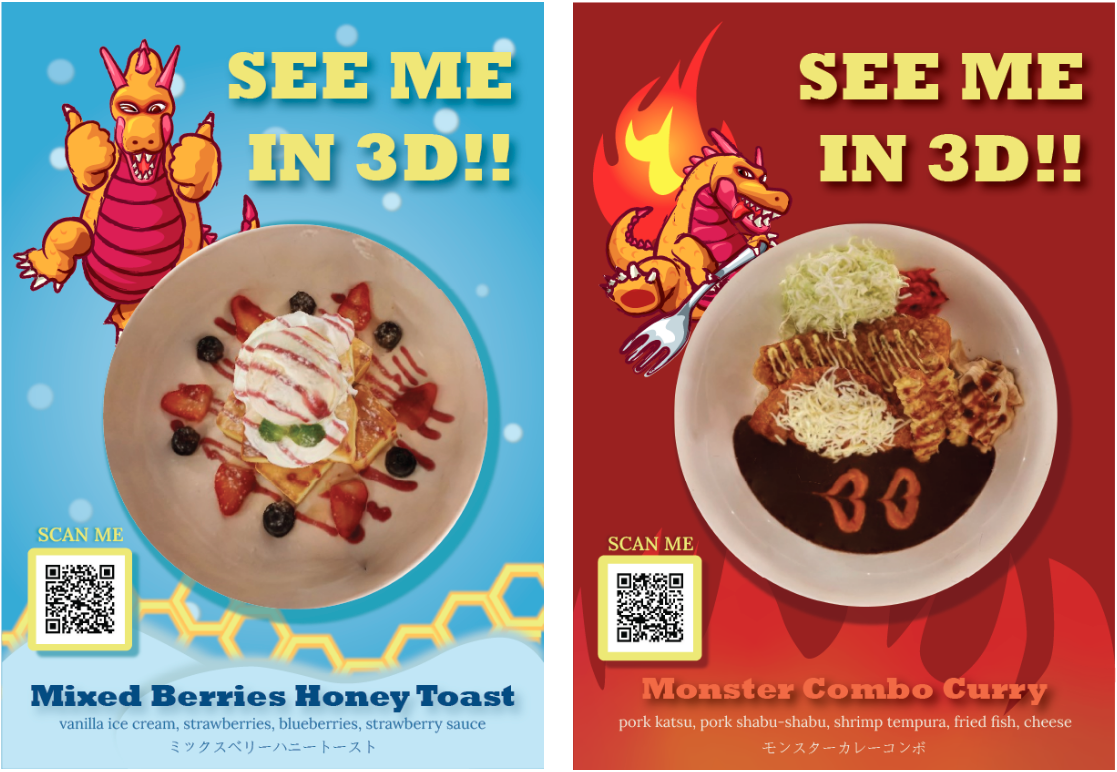 SEE ME
IN 3D!!
SCAN ME
Mixed Berries Honey Toast
vanilla ice cream, strawberries, blueberries, strawberry sauce
ミックスベリーハニートースト
SEE ME
IN 3D!!
SCAN ME
Monster Combo Curry
pork katsu, pork shabu-shabu, shrimp tempura, fried fish, cheese
モンスターカレーコンボ